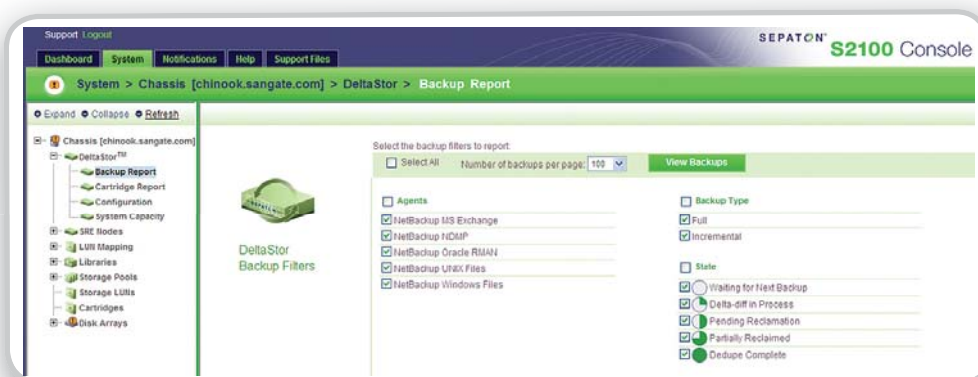 Support Logout
SEPATON
S2100 Console
Dashboard System Notifications Help Support Files
System > Chassis [chinook.sangate.com] > DeltaStor > Backup Report
Expand Collapse Refresh
Chassis [chinook.sangate.com]
DeltaStor™
Backup Report
Cartridge Report
Configuration
System Capacity
SRE Nodes
LUN Mapping
Libraries
Storage Pools
Storage LUNs
Cartridges
Disk Arrays
DeltaStor
Backup Filters
Select the backup filters to report:
Select All Number of backups per page: 100 View Backups
Agents
NetBackup MS Exchange
NetBackup NDMP
NetBackup Oracle RMAN
NetBackup UNIX Files
NetBackup Windows Files
Backup Type
Full
Incremental
State
Waiting for Next Backup
Delta-diff in Process
Pending Reclamation
Partially Reclaimed
Dedupe Complete